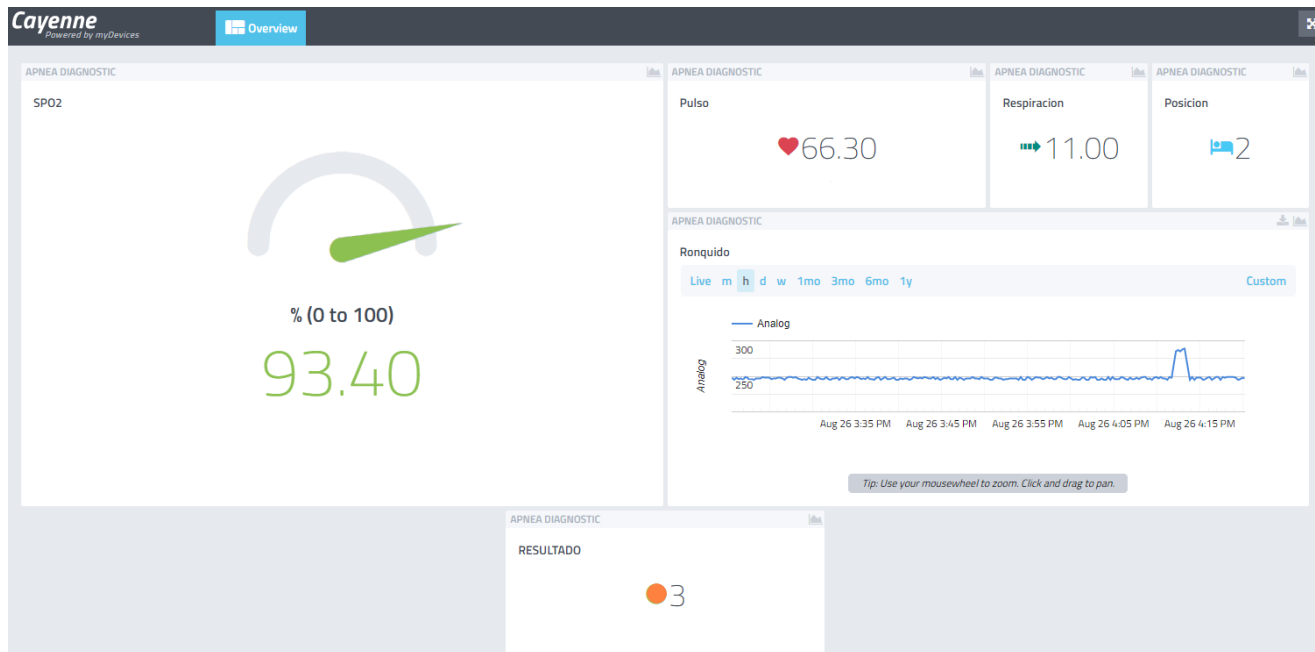 Cayenne
Powered by myDevices
Overview
APNEA DIAGNOSTIC
SPO2
% (0 to 100)
93.40
APNEA DIAGNOSTIC
Pulso
66.30
APNEA DIAGNOSTIC
Respiracion
11.00
APNEA DIAGNOSTIC
Posicion
2
APNEA DIAGNOSTIC
Ronquido
Live m h d w 1mo 3mo 6mo 1y Custom
Analog
Analog
300
250
Aug 26 3:35 PM Aug 26 3:45 PM Aug 26 3:55 PM Aug 26 4:05 PM Aug 26 4:15 PM
Tip: Use your mousewheel to zoom. Click and drag to pan.
APNEA DIAGNOSTIC
RESULTADO
3